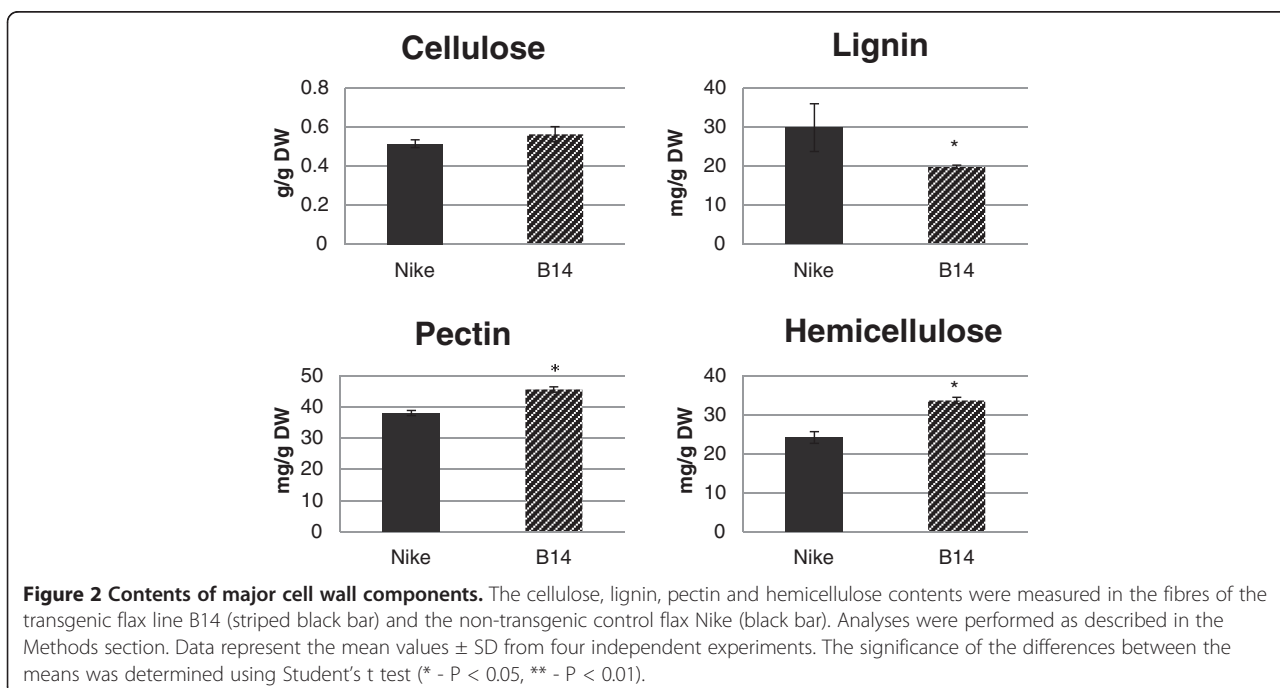 Cellulose
0.8
0.6
0.4
0.2
0
g/g DW
Nike
B14
Lignin
40
30
20
10
0
mg/g DW
*
Nike
B14
Pectin
50
40
30
20
10
0
mg/g DW
*
Nike
B14
Hemicellulose
40
30
20
10
0
mg/g DW
*
Nike
B14
Figure 2 Contents of major cell wall components. The cellulose, lignin, pectin and hemicellulose contents were measured in the fibres of the
transgenic flax line B14 (striped black bar) and the non-transgenic control flax Nike (black bar). Analyses were performed as described in the
Methods section. Data represent the mean values ± SD from four independent experiments. The significance of the differences between the
means was determined using Student's t test (* - P < 0.05, ** - P < 0.01).